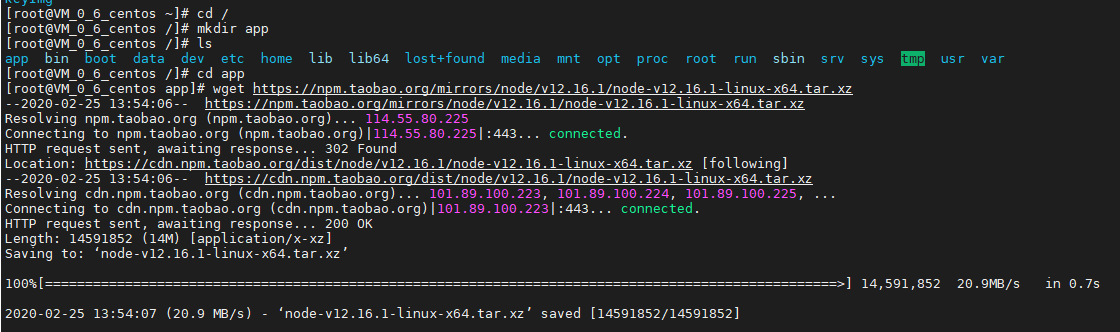 keyimg
[root@VM_0_6_centos ~]# cd /
[root@VM_0_6_centos /]# mkdir app
[root@VM_0_6_centos /]# ls
app bin boot data dev etc home lib lib64 lost+found media mnt opt proc root run sbin srv sys tmp usr var
[root@VM_0_6_centos /]# cd app
[root@VM_0_6_centos app]# wget https://npm.taobao.org/mirrors/node/v12.16.1/node-v12.16.1-linux-x64.tar.xz
--2020-02-25 13:54:06-- https://npm.taobao.org/mirrors/node/v12.16.1/node-v12.16.1-linux-x64.tar.xz
Resolving npm.taobao.org (npm.taobao.org)... 114.55.80.225
Connecting to npm.taobao.org (npm.taobao.org)|114.55.80.225|:443... connected.
HTTP request sent, awaiting response... 302 Found
Location: https://cdn.npm.taobao.org/dist/node/v12.16.1/node-v12.16.1-linux-x64.tar.xz [following]
--2020-02-25 13:54:06-- https://cdn.npm.taobao.org/dist/node/v12.16.1/node-v12.16.1-linux-x64.tar.xz
Resolving cdn.npm.taobao.org (cdn.npm.taobao.org)... 101.89.100.223, 101.89.100.224, 101.89.100.225, ...
Connecting to cdn.npm.taobao.org (cdn.npm.taobao.org)|101.89.100.223|:443... connected.
HTTP request sent, awaiting response... 200 OK
Length: 14591852 (14M) [application/x-xz]
Saving to: ‘node-v12.16.1-linux-x64.tar.xz’
100%[===================================================================================================>] 14,591,852 20.9MB/s in 0.7s
2020-02-25 13:54:07 (20.9 MB/s) - ‘node-v12.16.1-linux-x64.tar.xz’ saved [14591852/14591852]